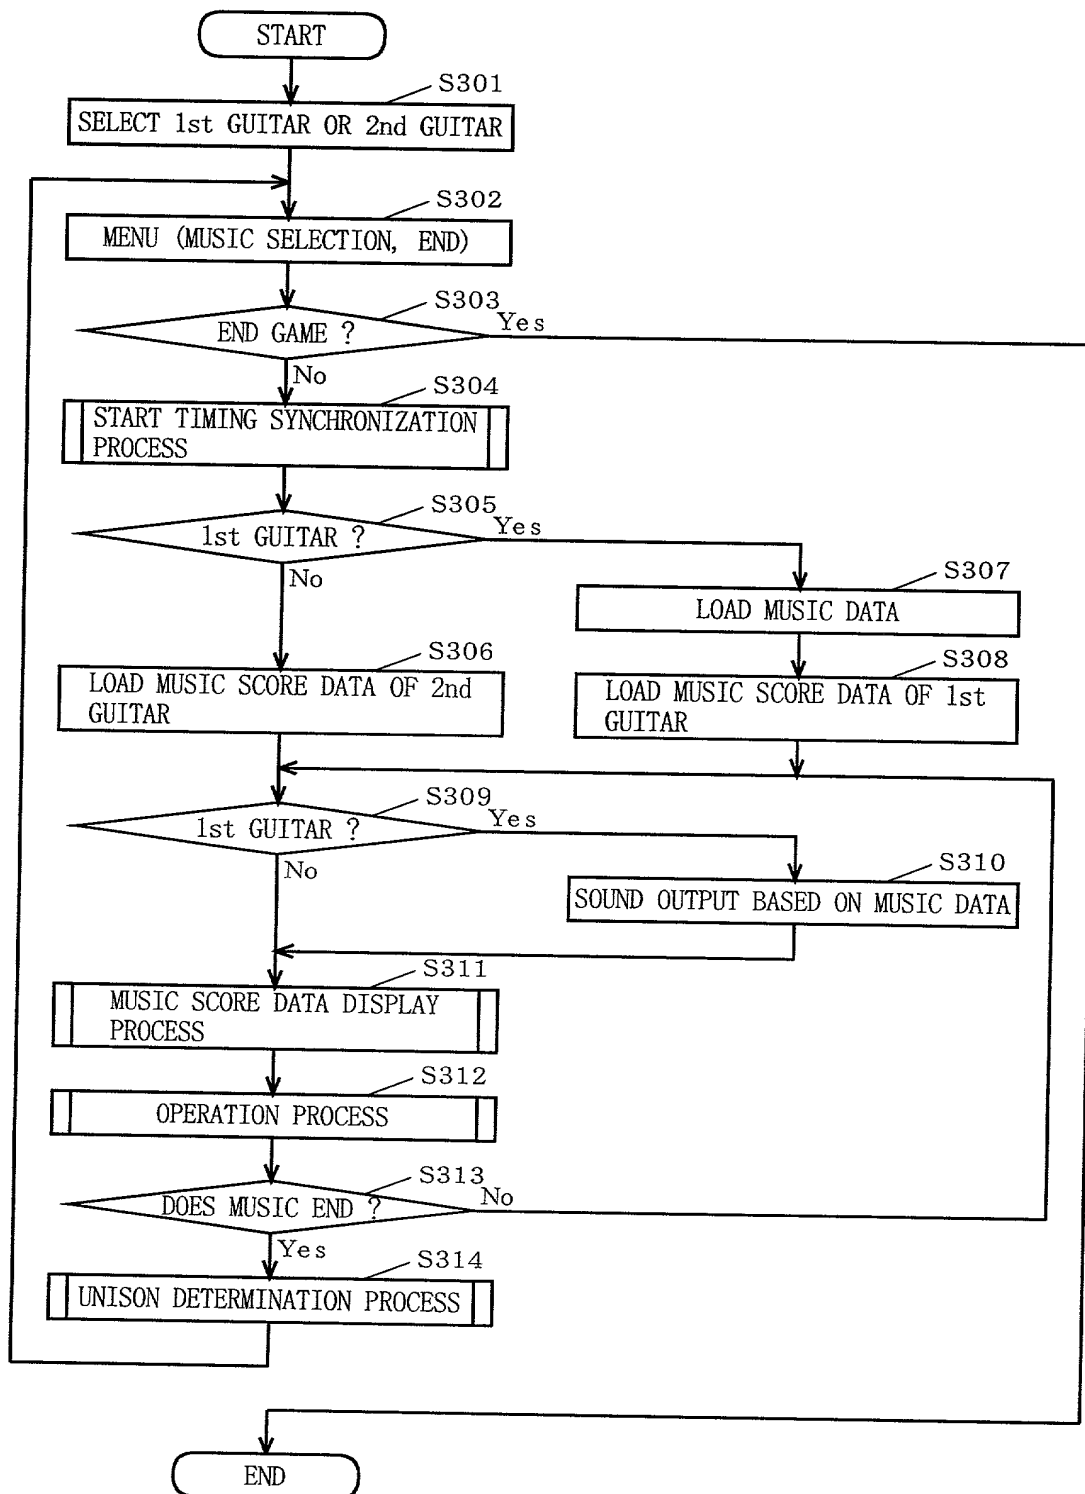 START
S301
SELECT 1st GUITAR OR 2nd GUITAR
S302
MENU (MUSIC SELECTION, END)
S303
END GAME ?
Yes
No
S304
START TIMING SYNCHRONIZATION
PROCESS
S305
1st GUITAR ?
Yes
No
S307
LOAD MUSIC DATA
S306
LOAD MUSIC SCORE DATA OF 2nd
GUITAR
S308
LOAD MUSIC SCORE DATA OF 1st
GUITAR
S309
1st GUITAR ?
Yes
No
S310
SOUND OUTPUT BASED ON MUSIC DATA
S311
MUSIC SCORE DATA DISPLAY
PROCESS
S312
OPERATION PROCESS
S313
DOES MUSIC END ?
No
Yes
S314
UNISON DETERMINATION PROCESS
END